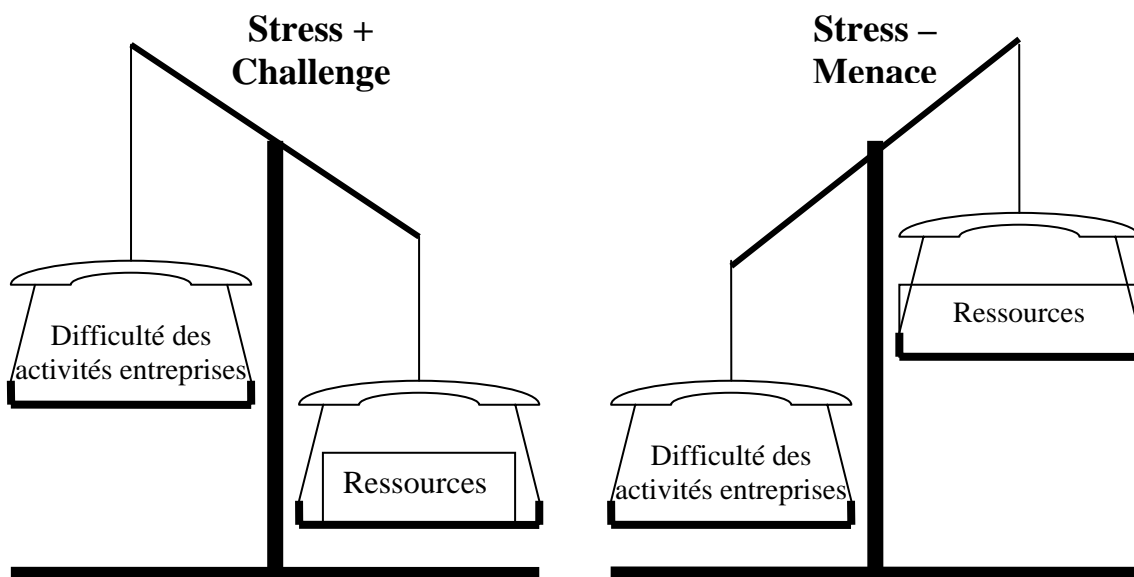 Stress +
Challenge
Stress –
Menace
Difficulté des
activités entreprises
Ressources
Ressources
Difficulté des
activités entreprises